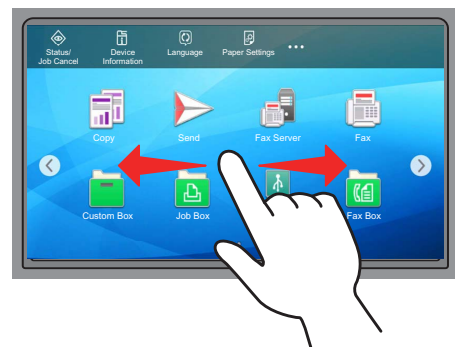 Status/
Job Cancel
Device
Information
Language
Paper Settings
Copy
Send
Fax Server
Fax
Custom Box
Job Box
Fax Box